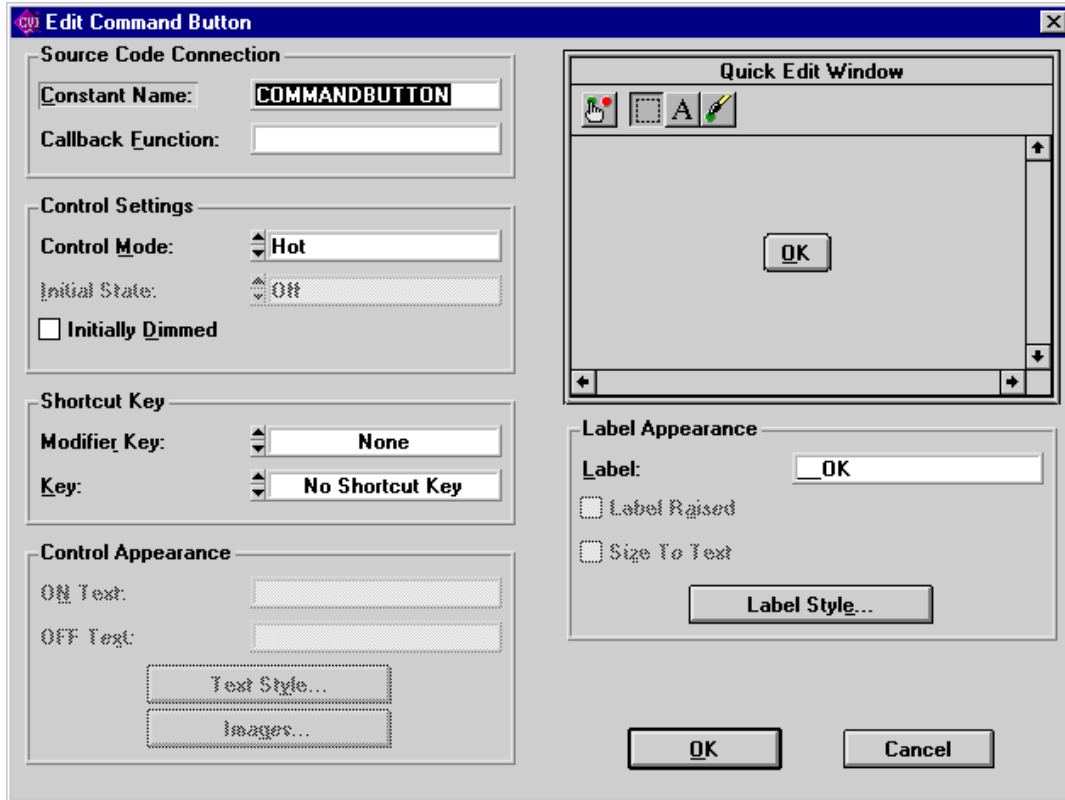 CVI Edit Command Button
Source Code Connection
Constant Name: COMMANDBUTTON
Callback Function:
Control Settings
Control Mode: Hot
Initial State: Off
Initially Dimmed
Shortcut Key
Modifier Key: None
Key: No Shortcut Key
Control Appearance
ON Text:
OFF Text:
Text Style...
Images...
Quick Edit Window
A
OK
Label Appearance
Label: __OK
Label Raised
Size To Text
Label Style...
OK Cancel